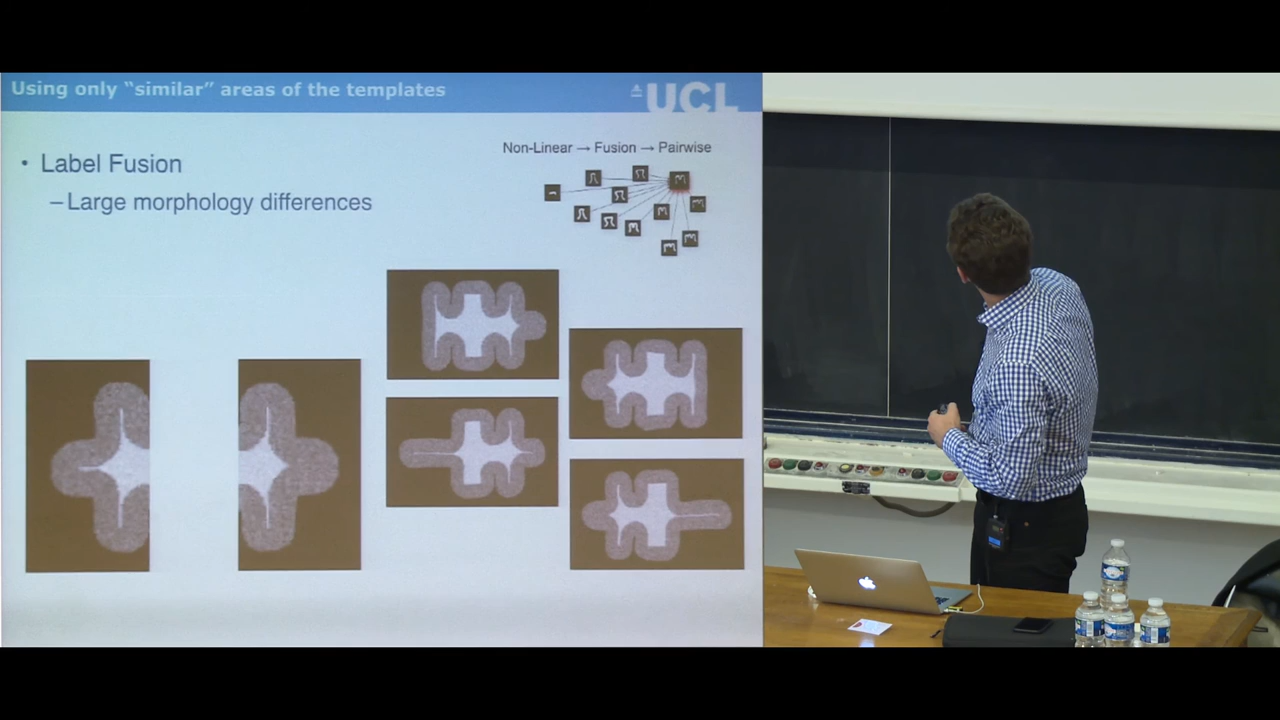 Using only “similar” areas of the templates
UCL
• Label Fusion
Non-Linear → Fusion → Pairwise
–Large morphology differences